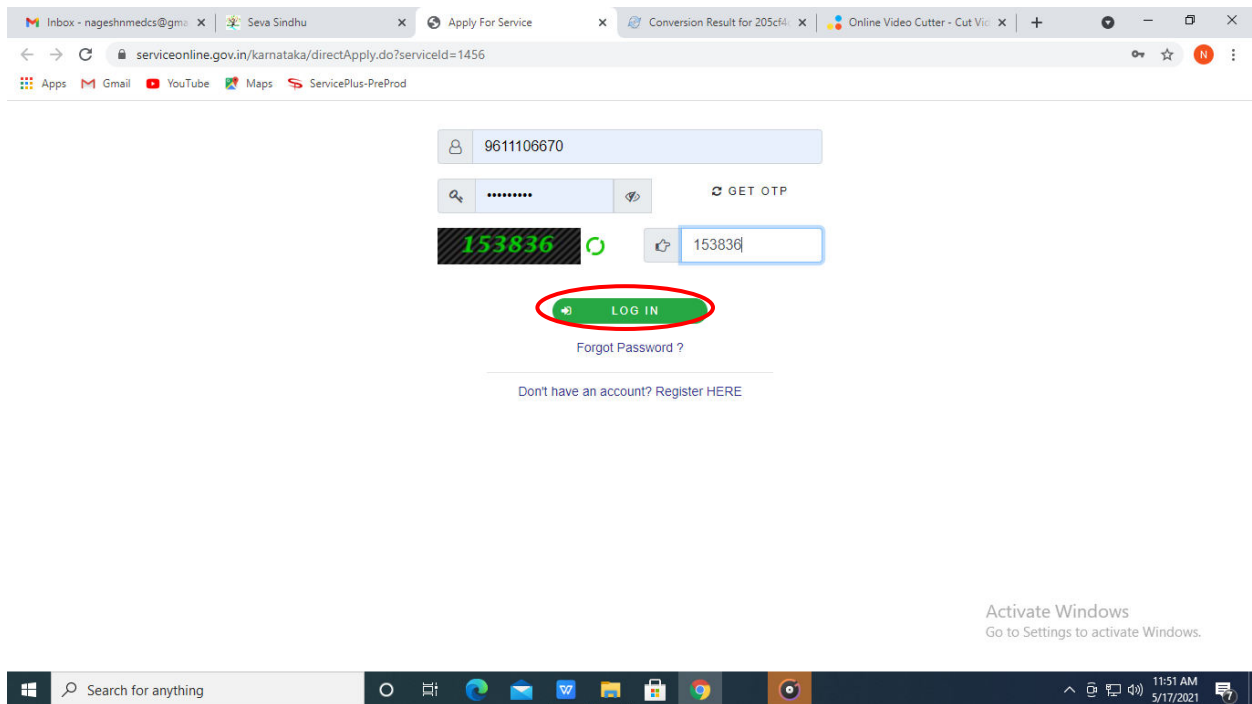 Inbox - nageshnmedcs@gma
Seva Sindhu
Apply For Service
Conversion Result for 205cf4
Online Video Cutter - Cut Vid
serviceonline.gov.in/karnataka/directApply.do?serviceId=1456
N
Apps
Gmail
YouTube
Maps
ServicePlus-PreProd
9611106670
•••••••••
GET OTP
153836
153836
LOG IN
Forgot Password ?
Don't have an account? Register HERE
Activate Windows
Go to Settings to activate Windows.
Search for anything
11:51 AM
5/17/2021
7